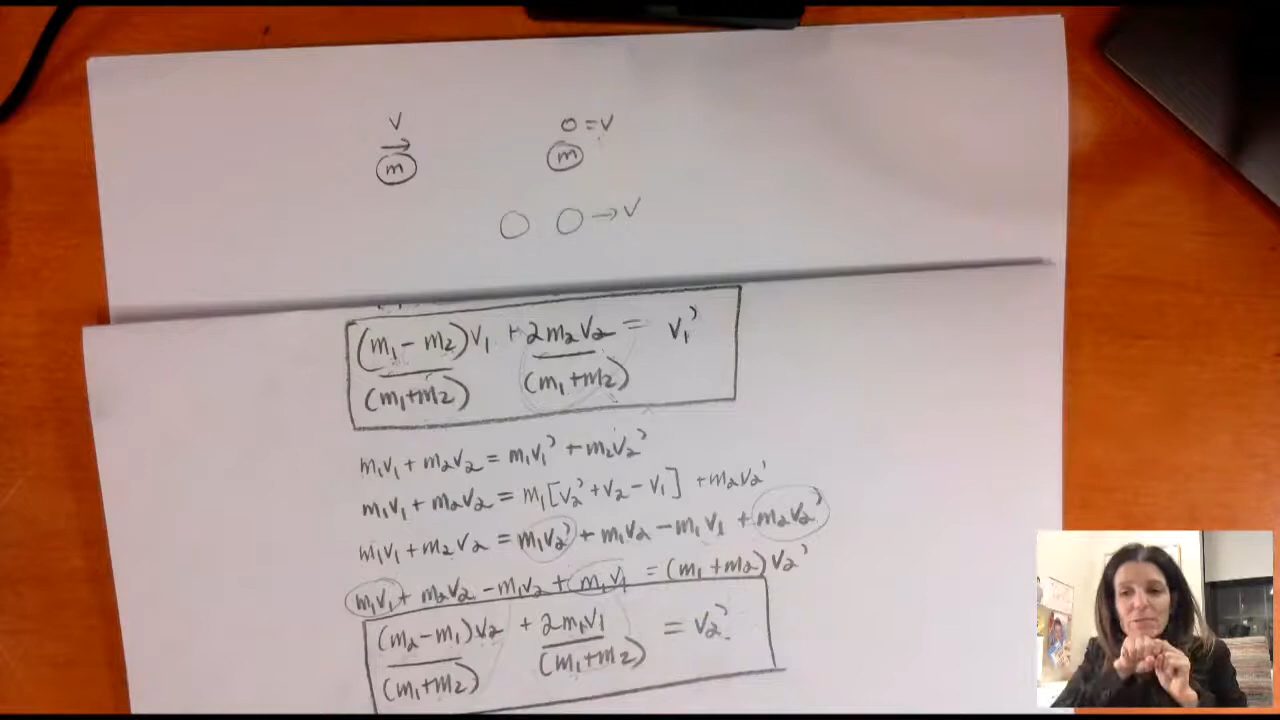 V → m
0 = V m
→ V
(m₁ - m₂)V₁ / (m₁+m₂) + 2m₂V₂ / (m₁+m₂) = V₁'
m₁V₁ + m₂V₂ = m₁V₁' + m₂V₂'
m₁V₁ + m₂V₂ = m₁[V₂' + V₂ - V₁] + m₂V₂'
m₁V₁ + m₂V₂ = m₁V₂' + m₁V₂ - m₁V₁ + m₂V₂'
m₁V₁ + m₂V₂ - m₁V₂ + m₁V₁ = (m₁+m₂)V₂'
(m₂-m₁)V₂ / (m₁+m₂) + 2m₁V₁ / (m₁+m₂) = V₂'